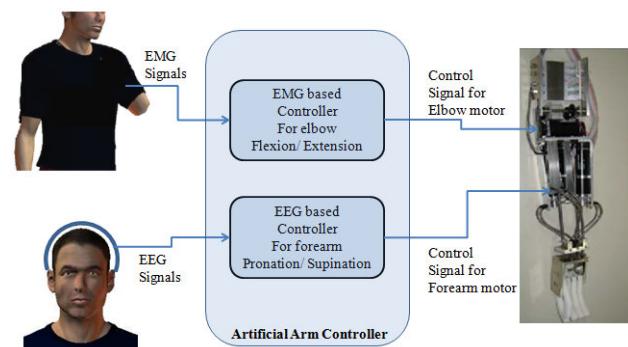 EMG
Signals
EMG based
Controller
For elbow
Flexion/ Extension
Control
Signal for
Elbow motor
EEG
Signals
EEG based
Controller
For forearm
Pronation/ Supination
Control
Signal for
Forearm motor
Artificial Arm Controller